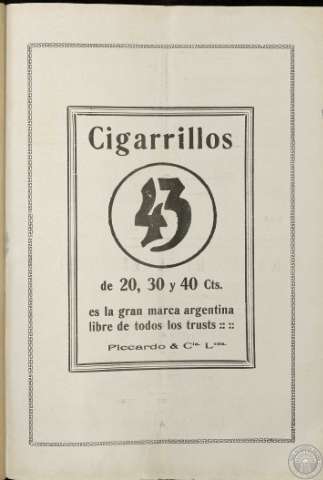 Cigarrillos
43
de 20, 30 y 40 Cts.
es la gran marca argentina
libre de todos los trusts :: ::
Piccardo & Cía. Ltda.